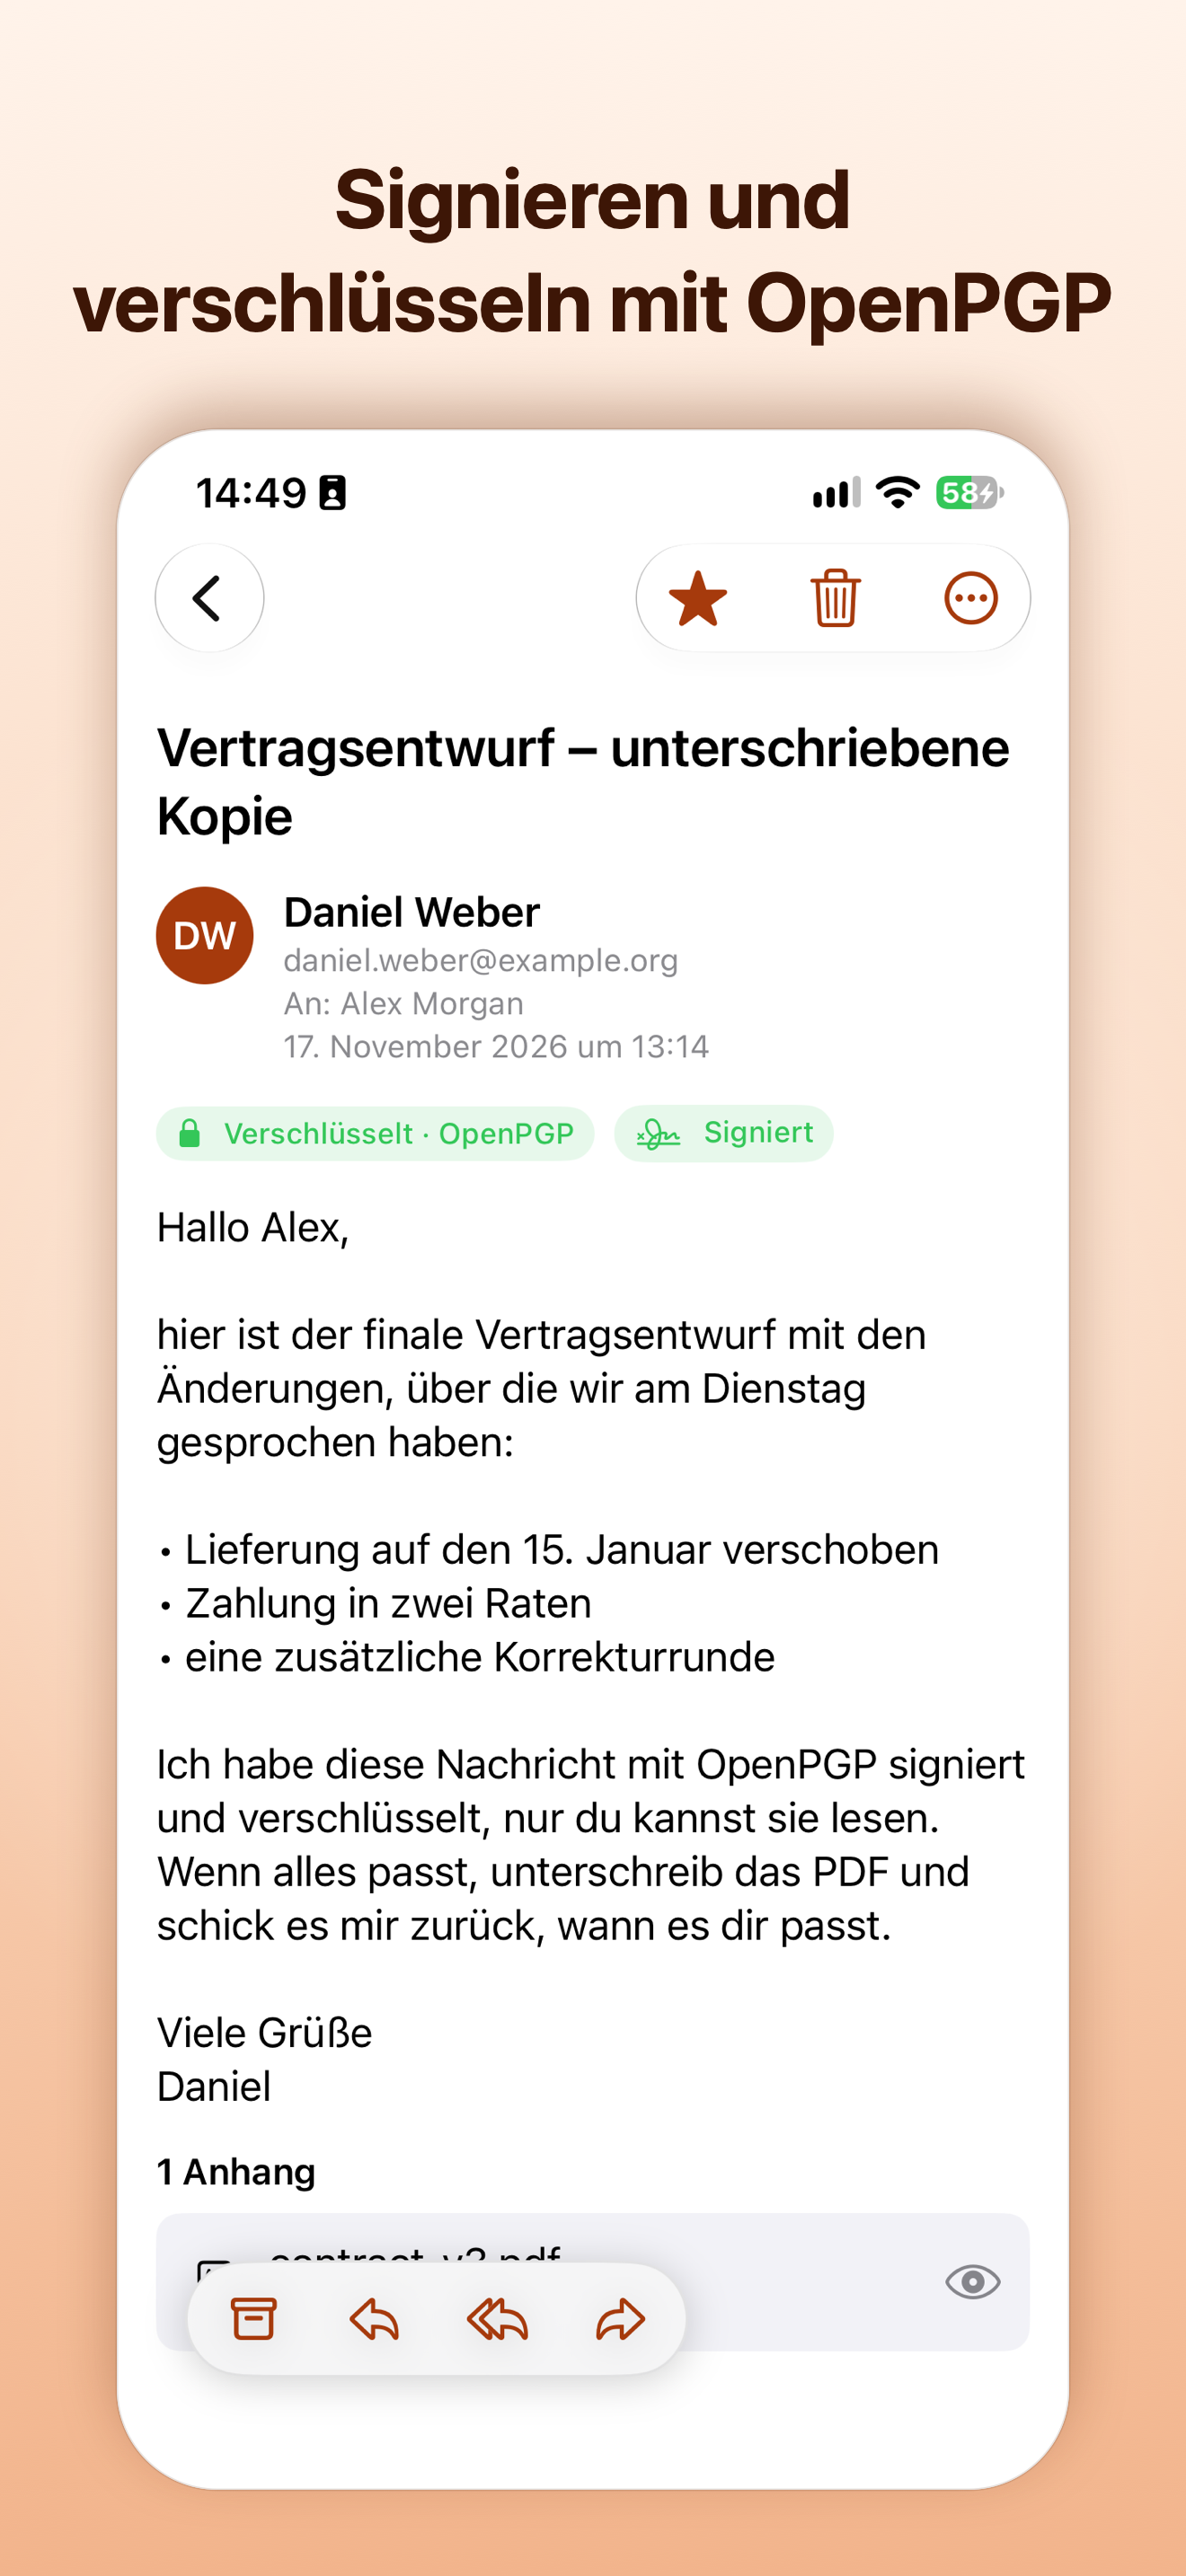 Signieren und
verschlüsseln mit OpenPGP
14:49
58
Vertragsentwurf – unterschriebene
Kopie
DW
Daniel Weber
daniel.weber@example.org
An: Alex Morgan
17. November 2026 um 13:14
Verschlüsselt · OpenPGP
Signiert
Hallo Alex,
hier ist der finale Vertragsentwurf mit den
Änderungen, über die wir am Dienstag
gesprochen haben:
• Lieferung auf den 15. Januar verschoben
• Zahlung in zwei Raten
• eine zusätzliche Korrekturrunde
Ich habe diese Nachricht mit OpenPGP signiert
und verschlüsselt, nur du kannst sie lesen.
Wenn alles passt, unterschreib das PDF und
schick es mir zurück, wann es dir passt.
Viele Grüße
Daniel
1 Anhang